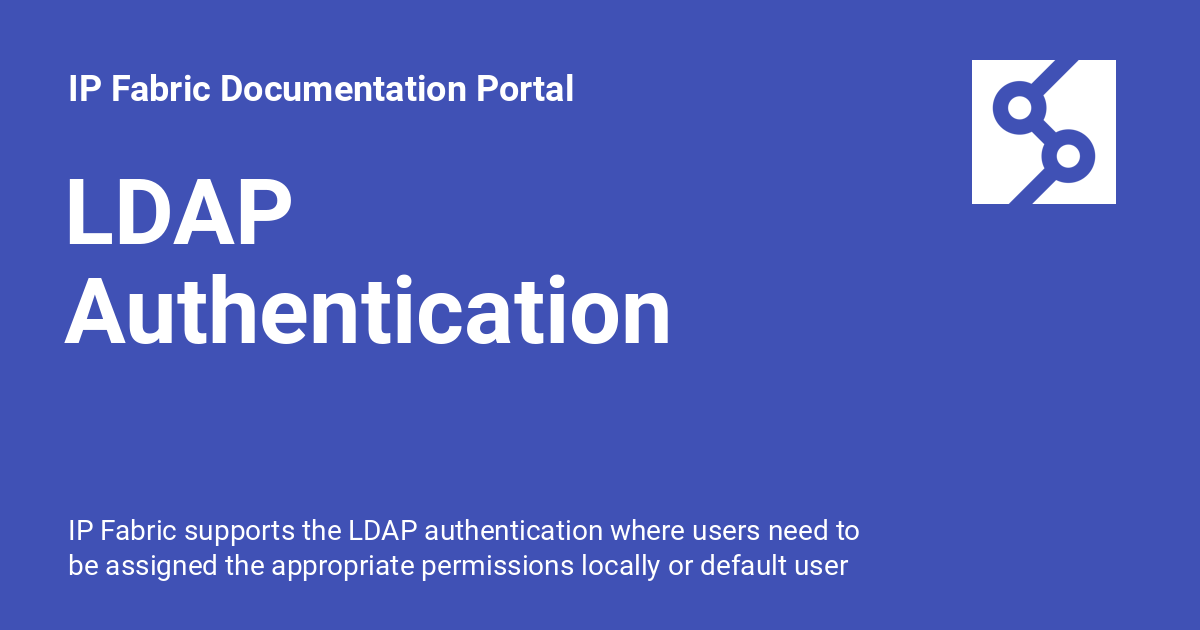 IP Fabric Documentation Portal
LDAP
Authentication
IP Fabric supports the LDAP authentication where users need to
be assigned the appropriate permissions locally or default user